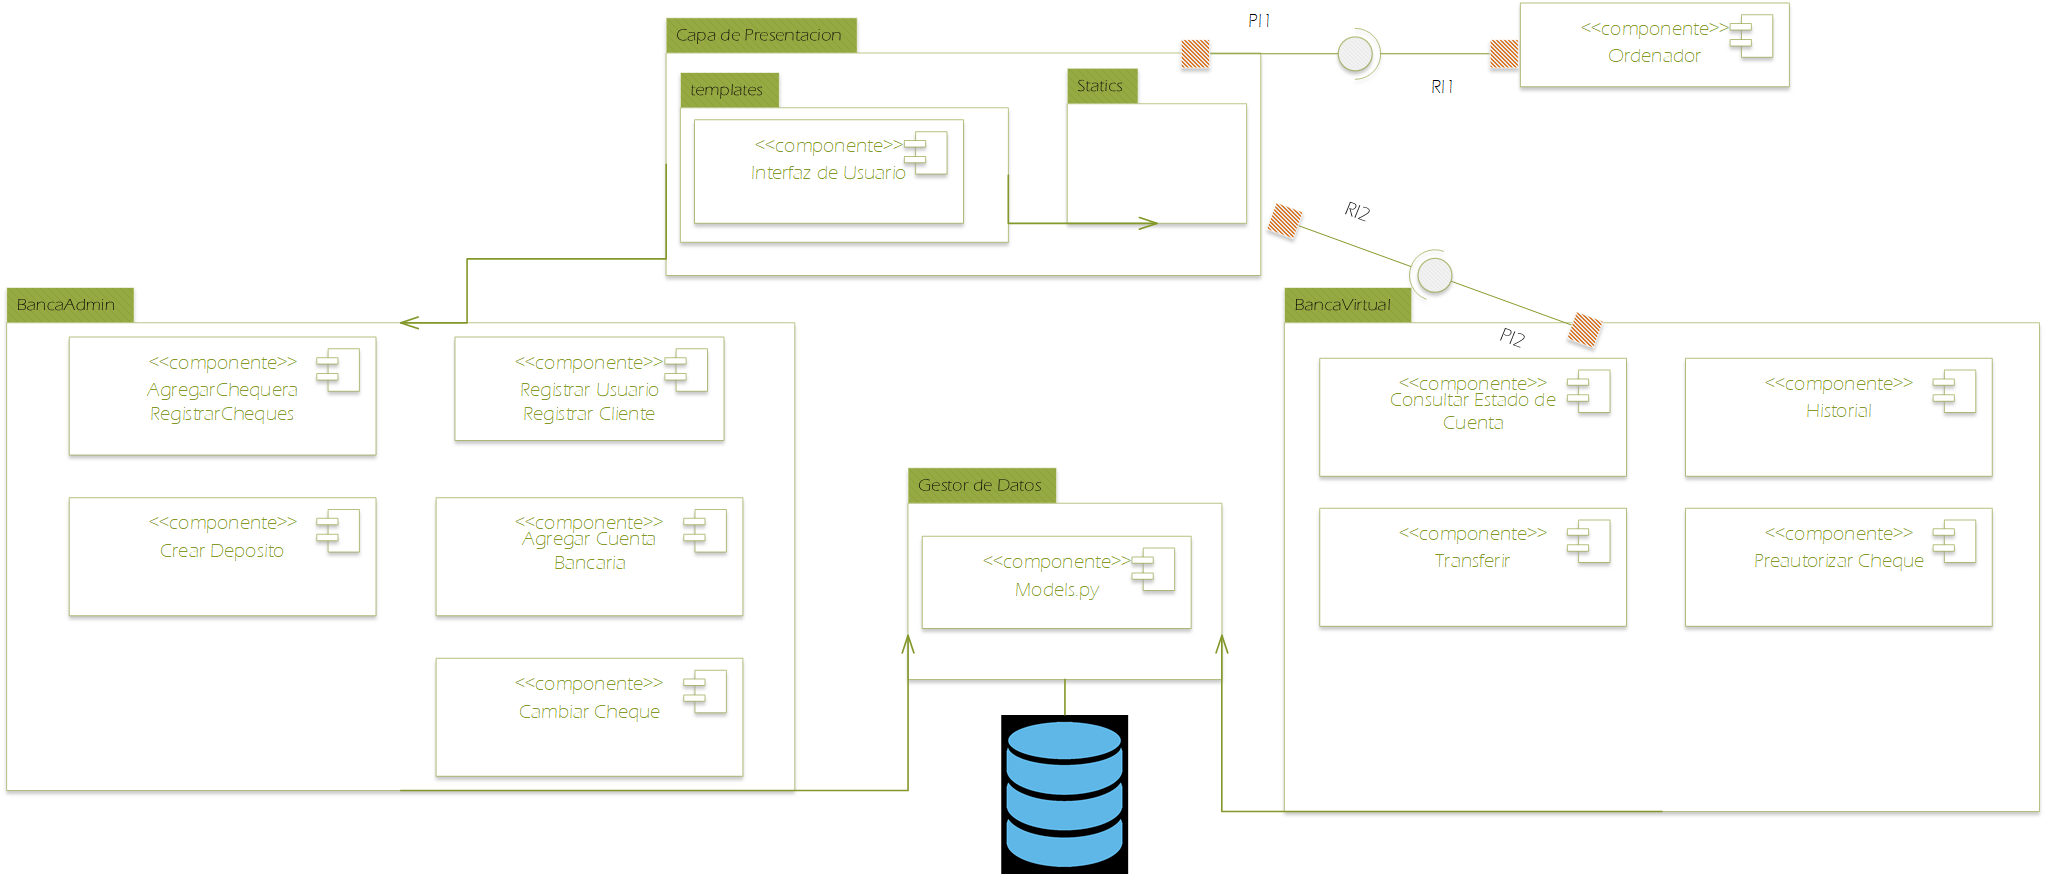 PI1
<<componente>>
Ordenador
RI1
Capa de Presentacion
templates
Statics
<<componente>>
Interfaz de Usuario
RI2
PI2
BancaAdmin
<<componente>>
AgregarChequera
RegistrarCheques
<<componente>>
Registrar Usuario
Registrar Cliente
<<componente>>
Crear Deposito
<<componente>>
Agregar Cuenta
Bancaria
<<componente>>
Cambiar Cheque
Gestor de Datos
<<componente>>
Models.py
BancaVirtual
<<componente>>
Consultar Estado de
Cuenta
<<componente>>
Historial
<<componente>>
Transferir
<<componente>>
Preautorizar Cheque